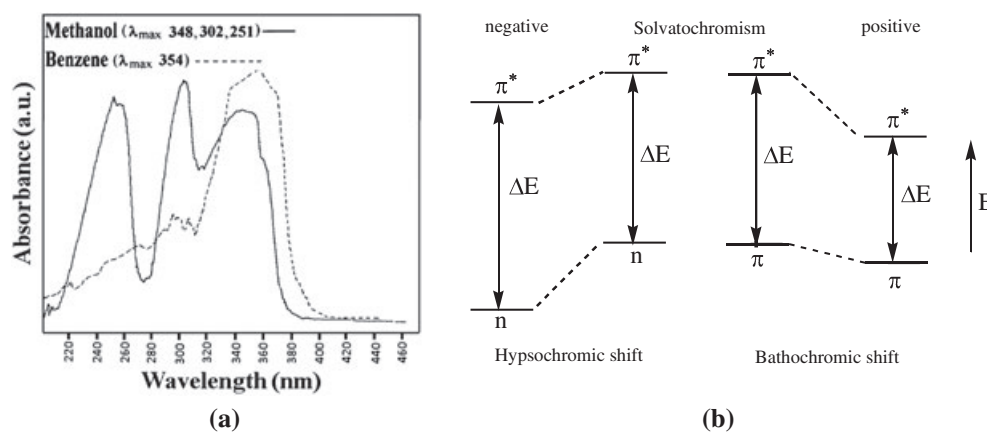 Methanol (λmax 348,302,251)
Benzene (λmax 354)
Absorbance (a.u.)
220 240 260 280 300 320 340 360 380 400 420 440 460
Wavelength (nm)
(a)
negative Solvatochromism positive
π* π* π* π*
ΔE ΔE ΔE ΔE E
n n π π
Hypsochromic shift Bathochromic shift
(b)